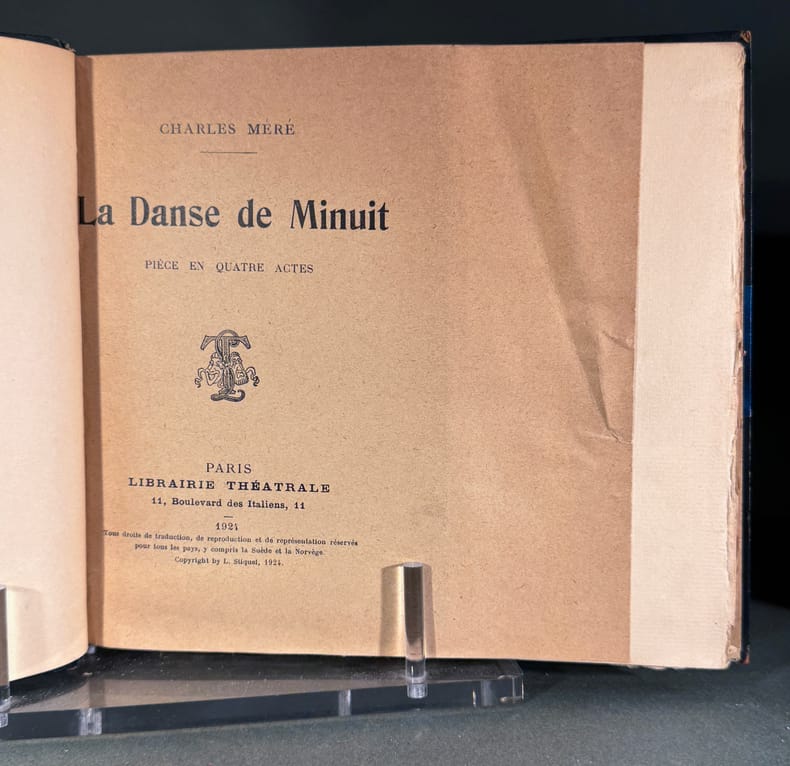 CHARLES MÉRÉ
La Danse de Minuit
PIÈCE EN QUATRE ACTES
PARIS
LIBRAIRIE THÉATRALE
11, Boulevard des Italiens, 11
1924
Tous droits de traduction, de reproduction et de représentation réservés
pour tous les pays, y compris la Suède et la Norvège.
Copyright by L. Stiquel, 1924.